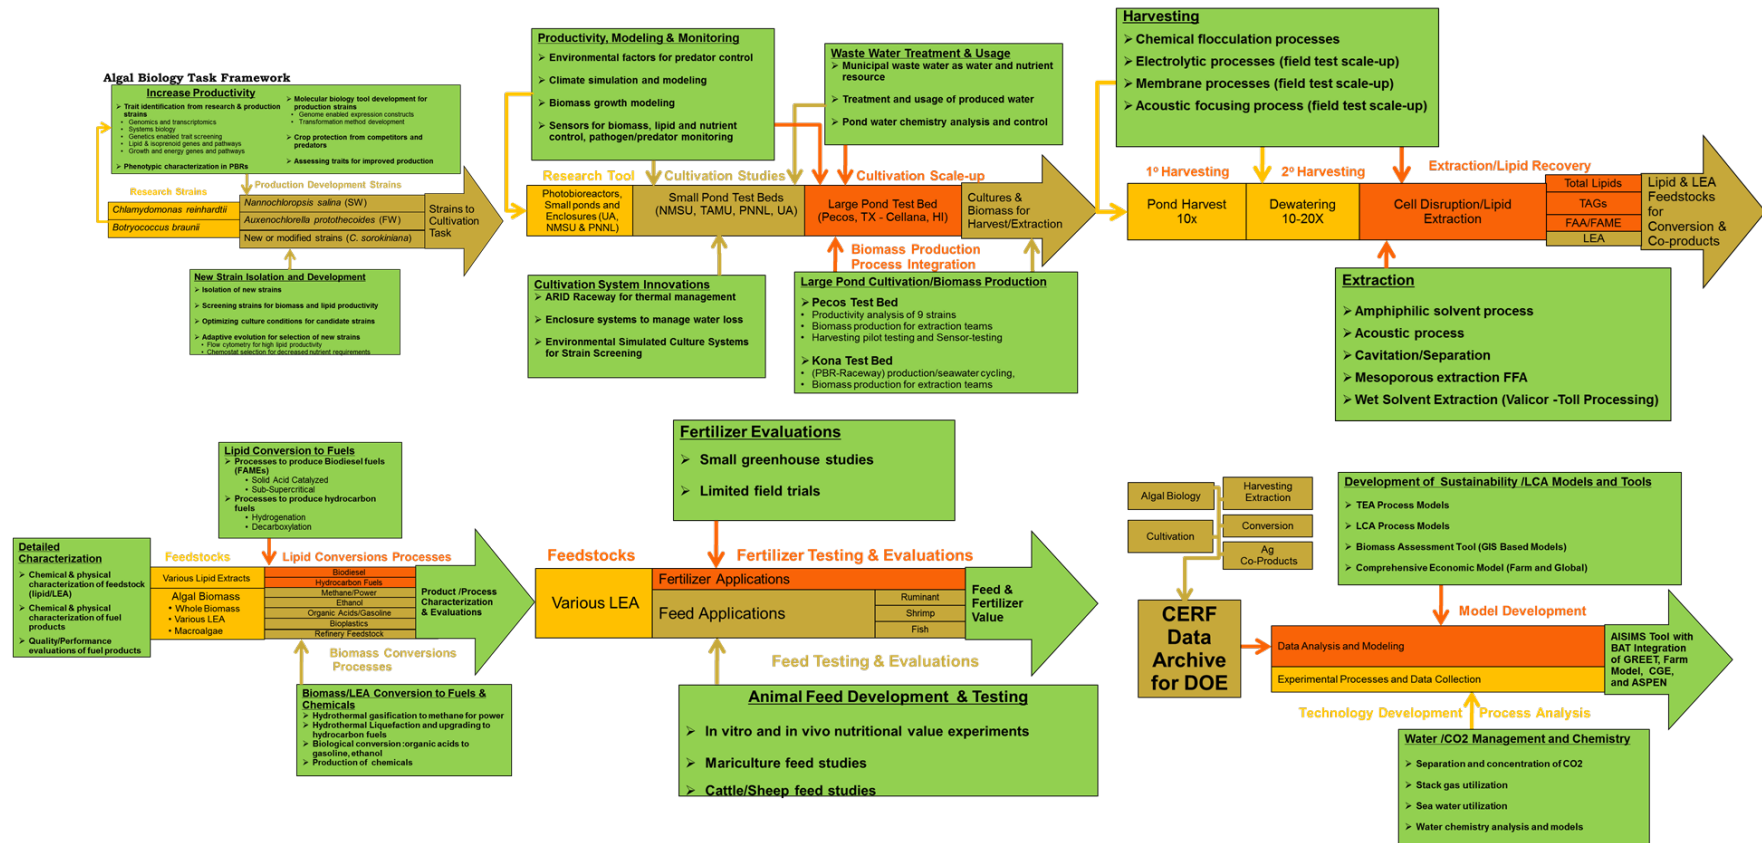 Algal Biology Task Framework
Increase Productivity
➢ Trait identification from research & production
strains
• Genomics and transcriptomics
• Systems biology
• Genetics enabled trait screening
• Lipid & isoprenoid genes and pathways
• Growth and energy genes and pathways
➢ Phenotypic characterization in PBRs
➢ Molecular biology tool development for
production strains
• Genome enabled expression constructs
• Transformation method development
➢ Crop protection from competitors and
predators
➢ Assessing traits for improved production
Research Strains
Production Development Strains
Chlamydomonas reinhardtii
Botryococcus braunii
Nannochloropsis salina (SW)
Auxenochlorella protothecoides (FW)
New or modified strains (C. sorokiniana)
Strains to
Cultivation
Task
New Strain Isolation and Development
➢ Isolation of new strains
➢ Screening strains for biomass and lipid productivity
➢ Optimizing culture conditions for candidate strains
➢ Adaptive evolution for selection of new strains
• Flow cytometry for high lipid productivity
• Chemostat selection for decreased nutrient requirements
Productivity, Modeling & Monitoring
➢ Environmental factors for predator control
➢ Climate simulation and modeling
➢ Biomass growth modeling
➢ Sensors for biomass, lipid and nutrient
control, pathogen/predator monitoring
Waste Water Treatment & Usage
➢ Municipal waste water as water and nutrient
resource
➢ Treatment and usage of produced water
➢ Pond water chemistry analysis and control
Research Tool
Cultivation Studies
Cultivation Scale-up
Photobioreactors,
Small ponds and
Enclosures (UA,
NMSU & PNNL)
Small Pond Test Beds
(NMSU, TAMU, PNNL, UA)
Large Pond Test Bed
(Pecos, TX - Cellana, HI)
Cultures &
Biomass for
Harvest/Extraction
Biomass Production
Process Integration
Cultivation System Innovations
➢ ARID Raceway for thermal management
➢ Enclosure systems to manage water loss
➢ Environmental Simulated Culture Systems
for Strain Screening
Large Pond Cultivation/Biomass Production
➢ Pecos Test Bed
• Productivity analysis of 9 strains
• Biomass production for extraction teams
• Harvesting pilot testing and Sensor-testing
➢ Kona Test Bed
• (PBR-Raceway) production/seawater cycling,
• Biomass production for extraction teams
Harvesting
➢ Chemical flocculation processes
➢ Electrolytic processes (field test scale-up)
➢ Membrane processes (field test scale-up)
➢ Acoustic focusing process (field test scale-up)
1º Harvesting
2º Harvesting
Extraction/Lipid Recovery
Pond Harvest
10x
Dewatering
10-20X
Cell Disruption/Lipid
Extraction
Total Lipids
TAGs
FAA/FAME
LEA
Lipid & LEA
Feedstocks
for
Conversion &
Co-products
Extraction
➢ Amphiphilic solvent process
➢ Acoustic process
➢ Cavitation/Separation
➢ Mesoporous extraction FFA
➢ Wet Solvent Extraction (Valicor -Toll Processing)
Lipid Conversion to Fuels
➢ Processes to produce Biodiesel fuels
(FAMEs)
• Solid Acid Catalyzed
• Sub-Supercritical
➢ Processes to produce hydrocarbon
fuels
• Hydrogenation
• Decarboxylation
Detailed
Characterization
➢ Chemical & physical
characterization of feedstock
(lipid/LEA)
➢ Chemical & physical
characterization of fuel
products
➢ Quality/Performance
evaluations of fuel products
Feedstocks
Lipid Conversions Processes
Various Lipid Extracts
Algal Biomass
• Whole Biomass
• Various LEA
• Macroalgae
Biodiesel
Hydrocarbon Fuels
Methane/Power
Ethanol
Organic Acids/Gasoline
Bioplastics
Refinery Feedstock
Product /Process
Characterization
& Evaluations
Biomass Conversions
Processes
Biomass/LEA Conversion to Fuels &
Chemicals
➢ Hydrothermal gasification to methane for power
➢ Hydrothermal Liquefaction and upgrading to
hydrocarbon fuels
➢ Biological conversion :organic acids to
gasoline, ethanol
➢ Production of chemicals
Fertilizer Evaluations
➢ Small greenhouse studies
➢ Limited field trials
Feedstocks
Fertilizer Testing & Evaluations
Various LEA
Fertilizer Applications
Feed Applications
Ruminant
Shrimp
Fish
Feed &
Fertilizer
Value
Feed Testing & Evaluations
Animal Feed Development & Testing
➢ In vitro and in vivo nutritional value experiments
➢ Mariculture feed studies
➢ Cattle/Sheep feed studies
Algal Biology
Cultivation
Harvesting
Extraction
Conversion
Ag
Co-Products
CERF
Data
Archive
for DOE
Development of Sustainability /LCA Models and Tools
➢ TEA Process Models
➢ LCA Process Models
➢ Biomass Assessment Tool (GIS Based Models)
➢ Comprehensive Economic Model (Farm and Global)
Model Development
Data Analysis and Modeling
Experimental Processes and Data Collection
AISIMS Tool with
BAT Integration
of GREET, Farm
Model, CGE,
and ASPEN
Technology Development
Process Analysis
Water /CO2 Management and Chemistry
➢ Separation and concentration of CO2
➢ Stack gas utilization
➢ Sea water utilization
➢ Water chemistry analysis and models